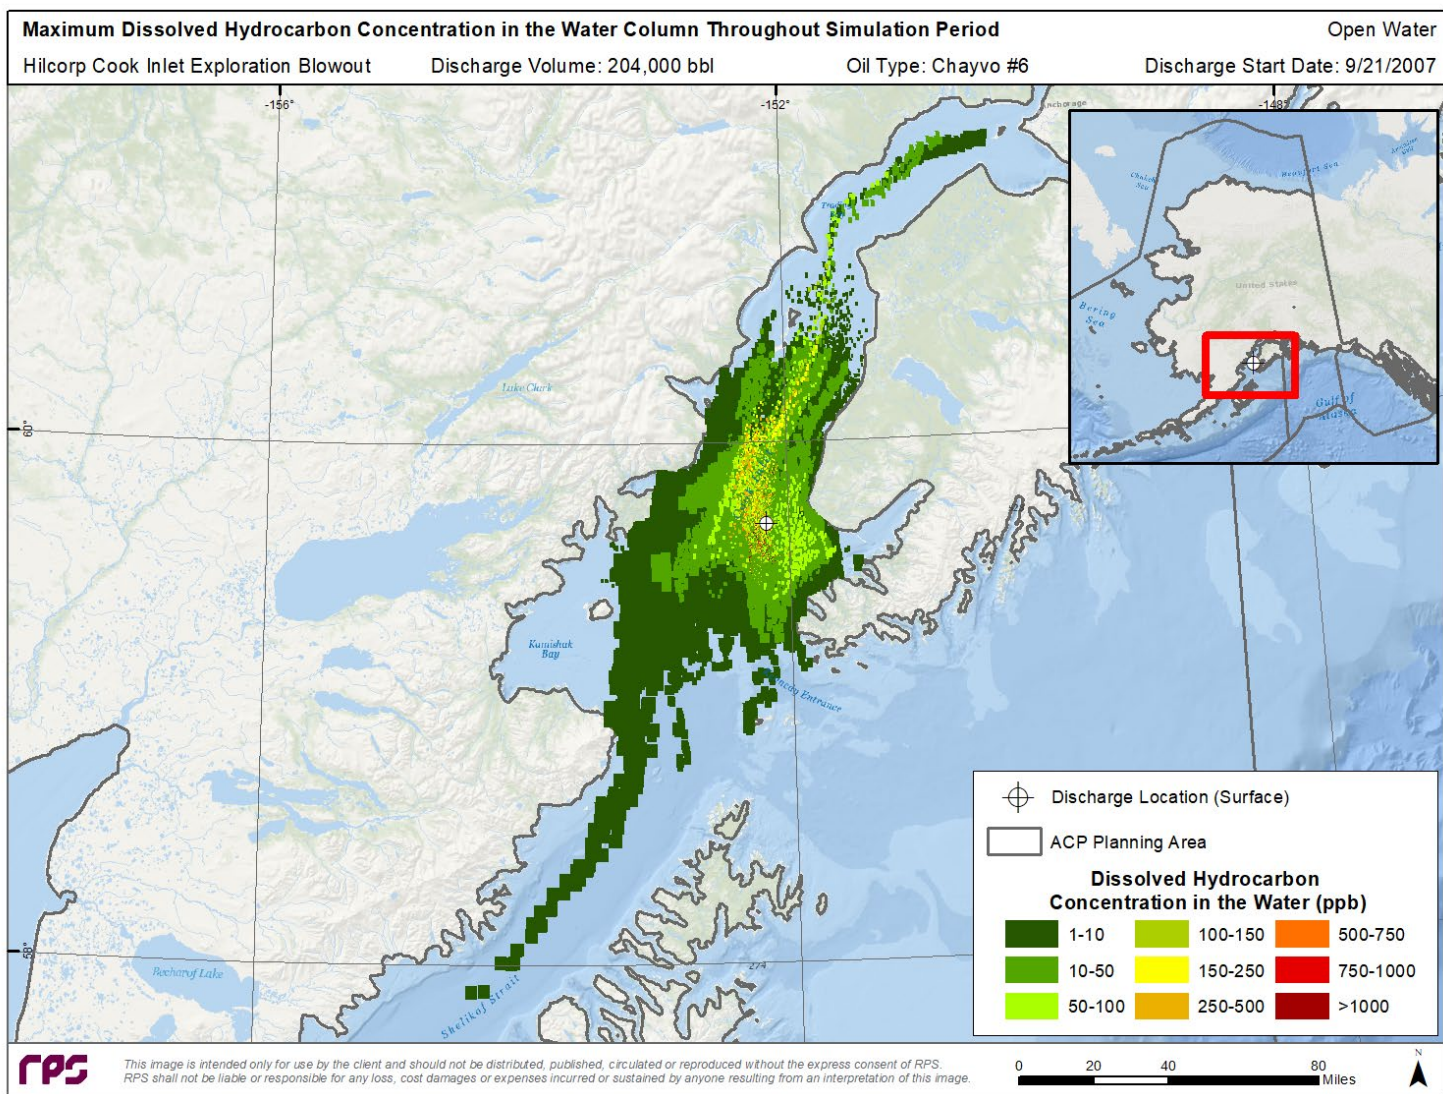 Maximum Dissolved Hydrocarbon Concentration in the Water Column Throughout Simulation Period
Open Water
Hilcorp Cook Inlet Exploration Blowout
Discharge Volume: 204,000 bbl
Oil Type: Chayvo #6
Discharge Start Date: 9/21/2007
-156°
-152°
-148°
Anchorage
Beaufort Sea
United States
Bering
Sea
Gulf of
Alaska
Lake Clark
60°
Kamishak
Bay
Entrance
58°
Becharof Lake
Shelikof Strait
274
Discharge Location (Surface)
ACP Planning Area
Dissolved Hydrocarbon
Concentration in the Water (ppb)
1-10
100-150
500-750
10-50
150-250
750-1000
50-100
250-500
>1000
RPS
This image is intended only for use by the client and should not be distributed, published, circulated or reproduced without the express consent of RPS.
RPS shall not be liable or responsible for any loss, cost damages or expenses incurred or sustained by anyone resulting from an interpretation of this image.
0 20 40 80
Miles
N